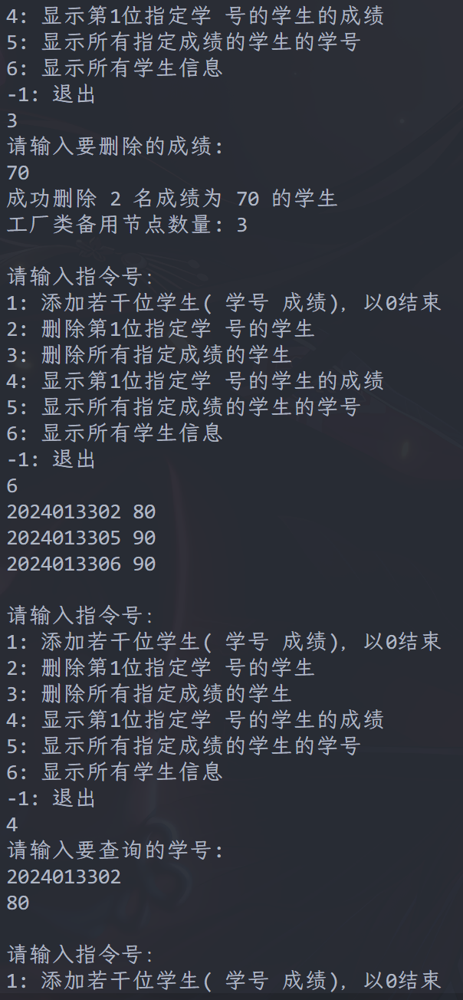 4: 显示第1位指定学 号的学生的成绩
5: 显示所有指定成绩的学生的学号
6: 显示所有学生信息
-1: 退出
3
请输入要删除的成绩:
70
成功删除 2 名成绩为 70 的学生
工厂类备用节点数量: 3
请输入指令号:
1: 添加若干位学生( 学号 成绩), 以0结束
2: 删除第1位指定学 号的学生
3: 删除所有指定成绩的学生
4: 显示第1位指定学 号的学生的成绩
5: 显示所有指定成绩的学生的学号
6: 显示所有学生信息
-1: 退出
6
2024013302 80
2024013305 90
2024013306 90
请输入指令号:
1: 添加若干位学生( 学号 成绩), 以0结束
2: 删除第1位指定学 号的学生
3: 删除所有指定成绩的学生
4: 显示第1位指定学 号的学生的成绩
5: 显示所有指定成绩的学生的学号
6: 显示所有学生信息
-1: 退出
4
请输入要查询的学号:
2024013302
80
请输入指令号:
1: 添加若干位学生( 学号 成绩), 以0结束